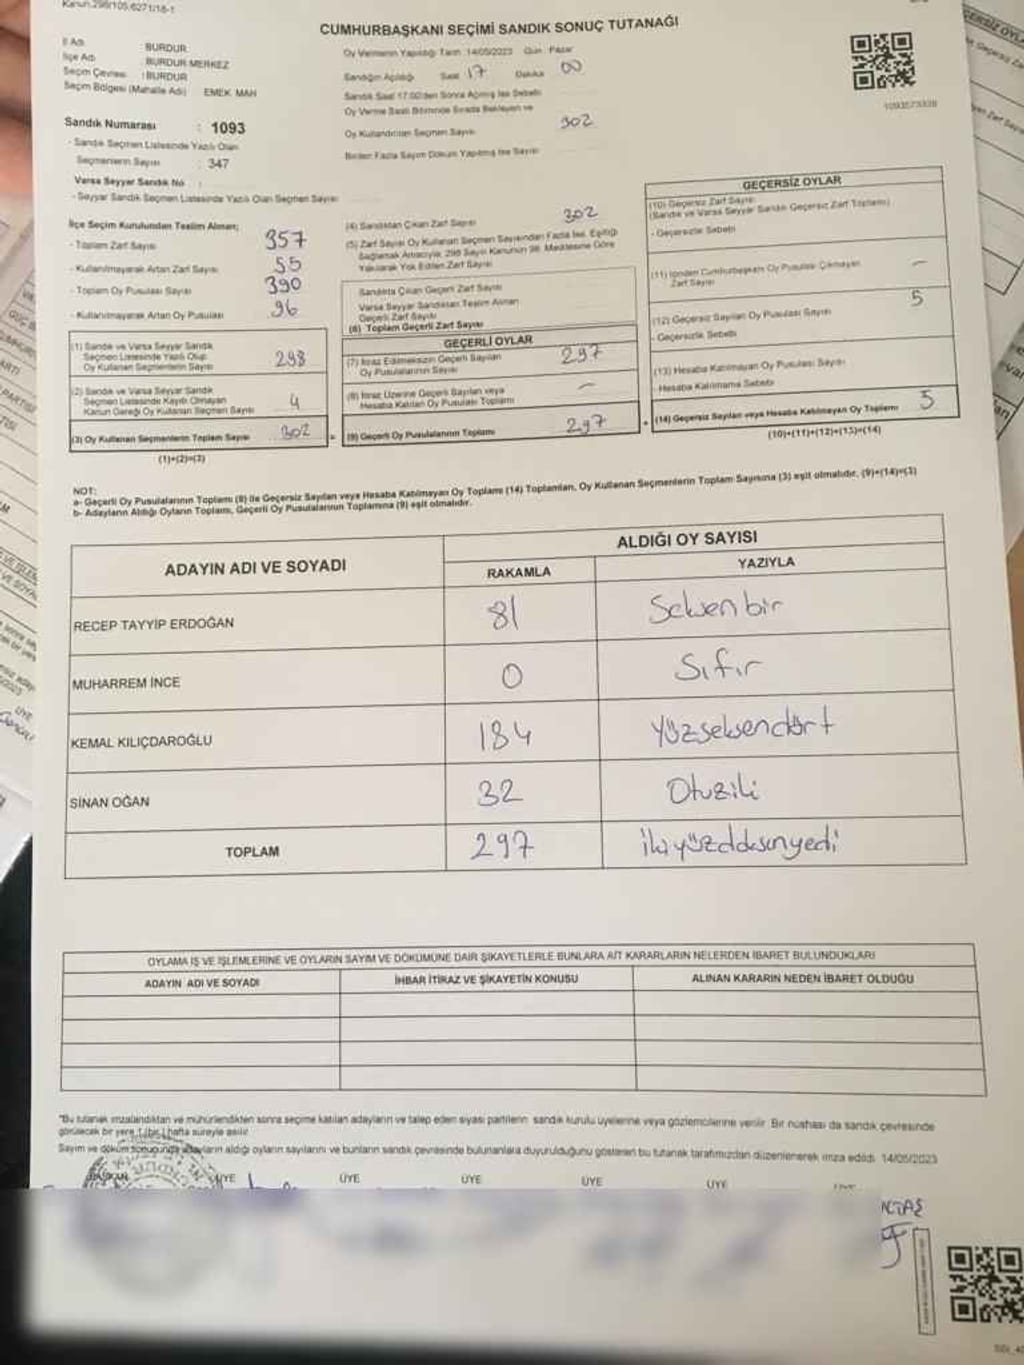 Kanun:298/105,6271/18-1
CUMHURBAŞKANI SEÇİMİ SANDIK SONUÇ TUTANAĞI
İl Adı BURDUR
İlçe Adı BURDUR MERKEZ
Seçim Çevresi : BURDUR
Seçim Bölgesi (Mahalle Adı) EMEK MAH
Sandık Numarası : 1093
- Sandık Seçmen Listesinde Yazılı Olan
Seçmenlerin Sayısı : 347
Varsa Seyyar Sandık No :
- Seyyar Sandık Seçmen Listesinde Yazılı Olan Seçmen Sayısı
Oy Vermenin Yapıldığı Tarih 14/05/2023 Gün Pazar
Sandığın Açıldığı Saat 17 Dakika 00
Sandık Saat 17:00'den Sonra Açılmış İse Sebebi
Oy Verme Saati Bitiminde Sırada Bekleyen ve
Oy Kullandırılan Seçmen Sayısı 302
Birden Fazla Sayım Döküm Yapılmış İse Sayısı
İlçe Seçim Kurulundan Teslim Alınan;
- Toplam Zarf Sayısı 357
- Kullanılmayarak Artan Zarf Sayısı 55
- Toplam Oy Pusulası Sayısı 390
- Kullanılmayarak Artan Oy Pusulası 96
(1) Sandık ve Varsa Seyyar Sandık
Seçmen Listesinde Yazılı Olup
Oy Kullanan Seçmenlerin Sayısı 298
(2) Sandık ve Varsa Seyyar Sandık
Seçmen Listesinde Kayıtlı Olmayan
Kanun Gereği Oy Kullanan Seçmen Sayısı 4
(3) Oy Kullanan Seçmenlerin Toplam Sayısı 302 =
(1)+(2)=(3)
(4) Sandıktan Çıkan Zarf Sayısı 302
(5) Zarf Sayısı Oy Kullanan Seçmen Sayısından Fazla İse, Eşitliği
Sağlamak Amacıyla, 298 Sayılı Kanunun 98. Maddesine Göre
Yakılarak Yok Edilen Zarf Sayısı
Sandıkta Çıkan Geçerli Zarf Sayısı
Varsa Seyyar Sandıktan Teslim Alınan
Geçerli Zarf Sayısı
(6) Toplam Geçerli Zarf Sayısı
GEÇERLİ OYLAR
(7) İtiraz Edilmeksizin Geçerli Sayılan
Oy Pusulalarının Sayısı 297
(8) İtiraz Üzerine Geçerli Sayılan veya
Hesaba Katılan Oy Pusulası Toplamı –
(9) Geçerli Oy Pusulalarının Toplamı 297 +
1093573338
GEÇERSİZ OYLAR
(10) Geçersiz Zarf Sayısı
(Sandık ve Varsa Seyyar Sandık Geçersiz Zarf Toplamı)
- Geçersizlik Sebebi
(11) İçinden Cumhurbaşkanı Oy Pusulası Çıkmayan
Zarf Sayısı –
(12) Geçersiz Sayılan Oy Pusulası Sayısı 5
- Geçersizlik Sebebi
(13) Hesaba Katılmayan Oy Pusulası Sayısı
- Hesaba Katılmama Sebebi
(14) Geçersiz Sayılan veya Hesaba Katılmayan Oy Toplamı 5
(10)+(11)+(12)+(13)=(14)
NOT:
a- Geçerli Oy Pusulalarının Toplamı (9) ile Geçersiz Sayılan veya Hesaba Katılmayan Oy Toplamı (14) Toplamları, Oy Kullanan Seçmenlerin Toplam Sayısına (3) eşit olmalıdır. (9)+(14)=(3)
b- Adayların Aldığı Oyların Toplamı, Geçerli Oy Pusulalarının Toplamına (9) eşit olmalıdır.
ADAYIN ADI VE SOYADI
ALDIĞI OY SAYISI
RAKAMLA YAZIYLA
RECEP TAYYİP ERDOĞAN 81 Seksenbir
MUHARREM İNCE 0 Sıfır
KEMAL KILIÇDAROĞLU 184 Yüzseksendört
SİNAN OĞAN 32 Otuziki
TOPLAM 297 İkiyüzdoksanyedi
OYLAMA İŞ VE İŞLEMLERİNE VE OYLARIN SAYIM VE DÖKÜMÜNE DAİR ŞİKAYETLERLE BUNLARA AİT KARARLARIN NELERDEN İBARET BULUNDUKLARI
ADAYIN ADI VE SOYADI İHBAR İTİRAZ VE ŞİKAYETİN KONUSU ALINAN KARARIN NEDEN İBARET OLDUĞU
*Bu tutanak imzalandıktan ve mühürlendikten sonra seçime katılan adayların ve talep eden siyasi partilerin sandık kurulu üyelerine veya gözlemcilerine verilir. Bir nüshası da sandık çevresinde
görülecek bir yere 1 (bir) hafta süreyle asılır
Sayım ve döküm sonucunda adayların aldığı oyların sayılarını ve bunların sandık çevresinde bulunanlara duyurulduğunu gösteren bu tutanak tarafımızdan düzenlenerek imza edildi. 14/05/2023
BAŞKAN ÜYE ÜYE ÜYE ÜYE ÜYE